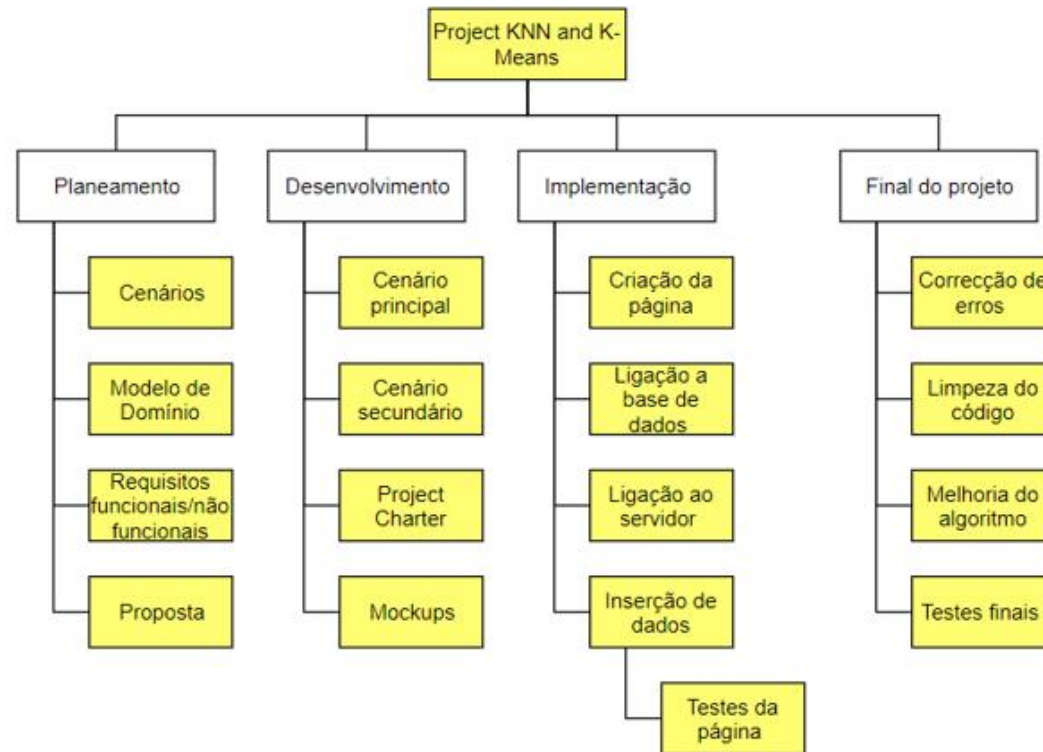 Project KNN and K-
Means
Planeamento
Desenvolvimento
Implementação
Final do projeto
Cenários
Modelo de
Domínio
Requisitos
funcionais/não
funcionais
Proposta
Cenário
principal
Cenário
secundário
Project
Charter
Mockups
Criação da
página
Ligação a
base de
dados
Ligação ao
servidor
Inserção de
dados
Testes da
página
Correcção de
erros
Limpeza do
código
Melhoria do
algoritmo
Testes finais